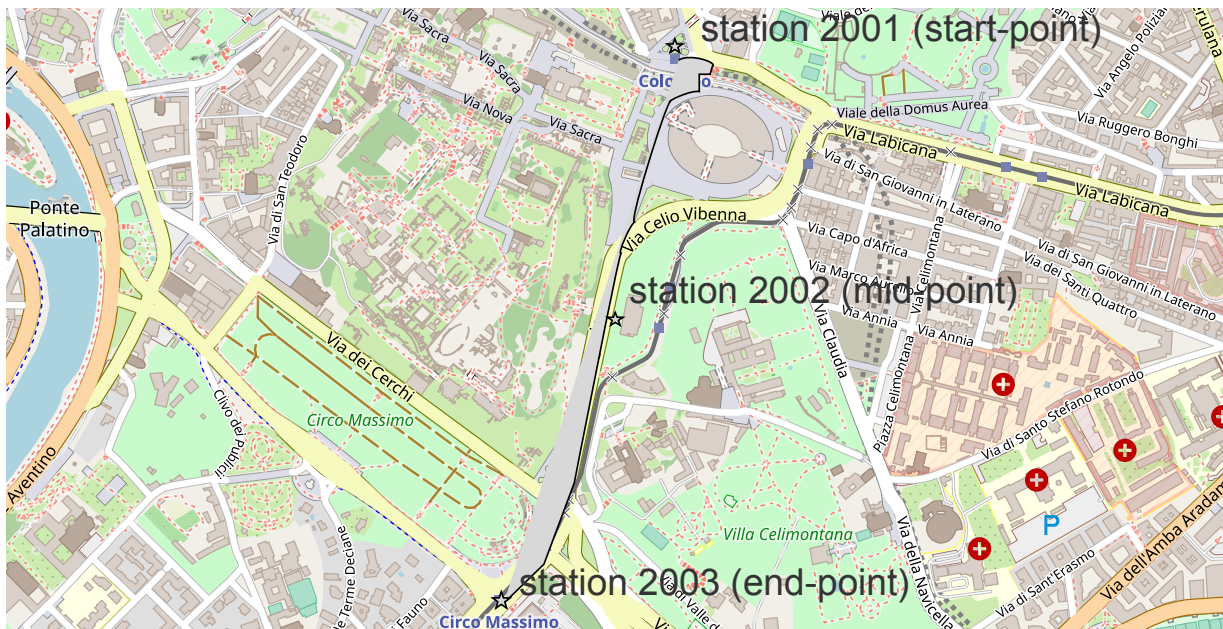 Via Sacra
Viale de
station 2001 (start-point)
Via Sacra
Via Angelo Poliziano
Via Nova
Via Sacra
Viale della Domus Aurea
Via Ruggero Bonghi
Via Labicana
Via di San Teodoro
Via di San Giovanni in Laterano
Via Labicana
Ponte
Palatino
Via Celio Vibenna
Via Capo d'Africa
Via Celimontana
Via di San Giovanni in Laterano
Via dei Santi Quattro
Via Marco Aurelio
station 2002 (mid-point)
Via Annia
Via Annia
Via Claudia
Via dei Cerchi
Circo Massimo
Clivo dei Publicii
Piazza Celimontana
Via di Santo Stefano Rotondo
Aventino
P
Villa Celimontana
Via della Navicella
Via dell'Amba Aradam
Via di Sant'Erasmo
station 2003 (end-point)
Circo Massimo